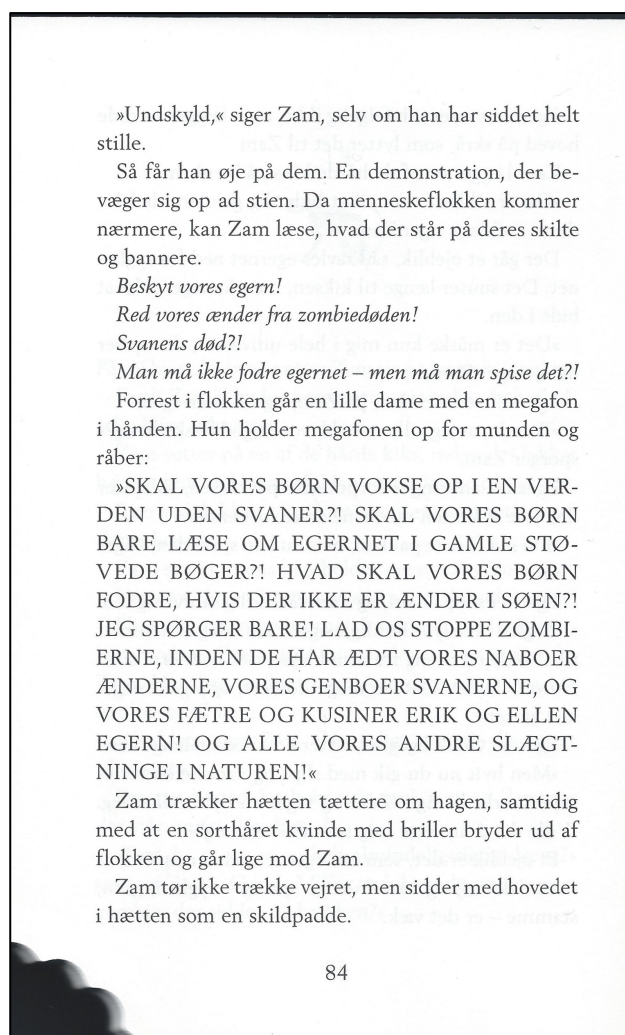 »Undskyld,« siger Zam, selv om han har siddet helt
stille.
Så får han øje på dem. En demonstration, der be-
væger sig op ad stien. Da menneskeflokken kommer
nærmere, kan Zam læse, hvad der står på deres skilte
og bannere.
Beskyt vores egern!
Red vores ænder fra zombiedøden!
Svanens død?!
Man må ikke fodre egernet – men må man spise det?!
Forrest i flokken går en lille dame med en megafon
i hånden. Hun holder megafonen op for munden og
råber:
»SKAL VORES BØRN VOKSE OP I EN VER-
DEN UDEN SVANER?! SKAL VORES BØRN
BARE LÆSE OM EGERNET I GAMLE STØ-
VEDE BØGER?! HVAD SKAL VORES BØRN
FODRE, HVIS DER IKKE ER ÆNDER I SØEN?!
JEG SPØRGER BARE! LAD OS STOPPE ZOMBI-
ERNE, INDEN DE HAR ÆDT VORES NABOER
ÆNDERNE, VORES GENBOER SVANERNE, OG
VORES FÆTRE OG KUSINER ERIK OG ELLEN
EGERN! OG ALLE VORES ANDRE SLÆGT-
NINGE I NATUREN!«
Zam trækker hætten tættere om hagen, samtidig
med at en sorthåret kvinde med briller bryder ud af
flokken og går lige mod Zam.
Zam tør ikke trække vejret, men sidder med hovedet
i hætten som en skildpadde.
84